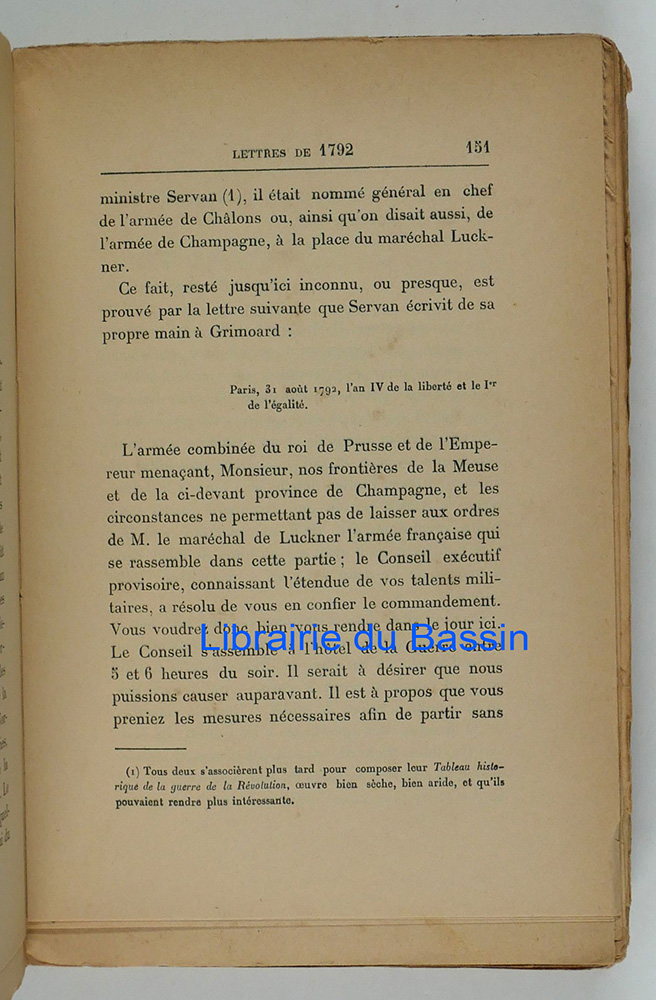 LETTRES DE 1792 151
ministre Servan (1), il était nommé général en chef
de l'armée de Châlons ou, ainsi qu'on disait aussi, de
l'armée de Champagne, à la place du maréchal Luck-
ner.
Ce fait, resté jusqu'ici inconnu, ou presque, est
prouvé par la lettre suivante que Servan écrivit de sa
propre main à Grimoard :
Paris, 31 août 1792, l'an IV de la liberté et le Ier
de l'égalité.
L'armée combinée du roi de Prusse et de l'Empe-
reur menaçant, Monsieur, nos frontières de la Meuse
et de la ci-devant province de Champagne, et les
circonstances ne permettant pas de laisser aux ordres
de M. le maréchal de Luckner l'armée française qui
se rassemble dans cette partie ; le Conseil exécutif
provisoire, connaissant l'étendue de vos talents mili-
taires, a résolu de vous en confier le commandement.
Vous voudrez donc bien vous rendre dans le jour ici.
Librairie du Bassin
Le Conseil s'assemble à l'hôtel de la Guerre entre
5 et 6 heures du soir. Il serait à désirer que nous
puissions causer auparavant. Il est à propos que vous
preniez les mesures nécessaires afin de partir sans
(1) Tous deux s'associèrent plus tard pour composer leur Tableau histo-
rique de la guerre de la Révolution, œuvre bien sèche, bien aride, et qu'ils
pouvaient rendre plus intéressante.